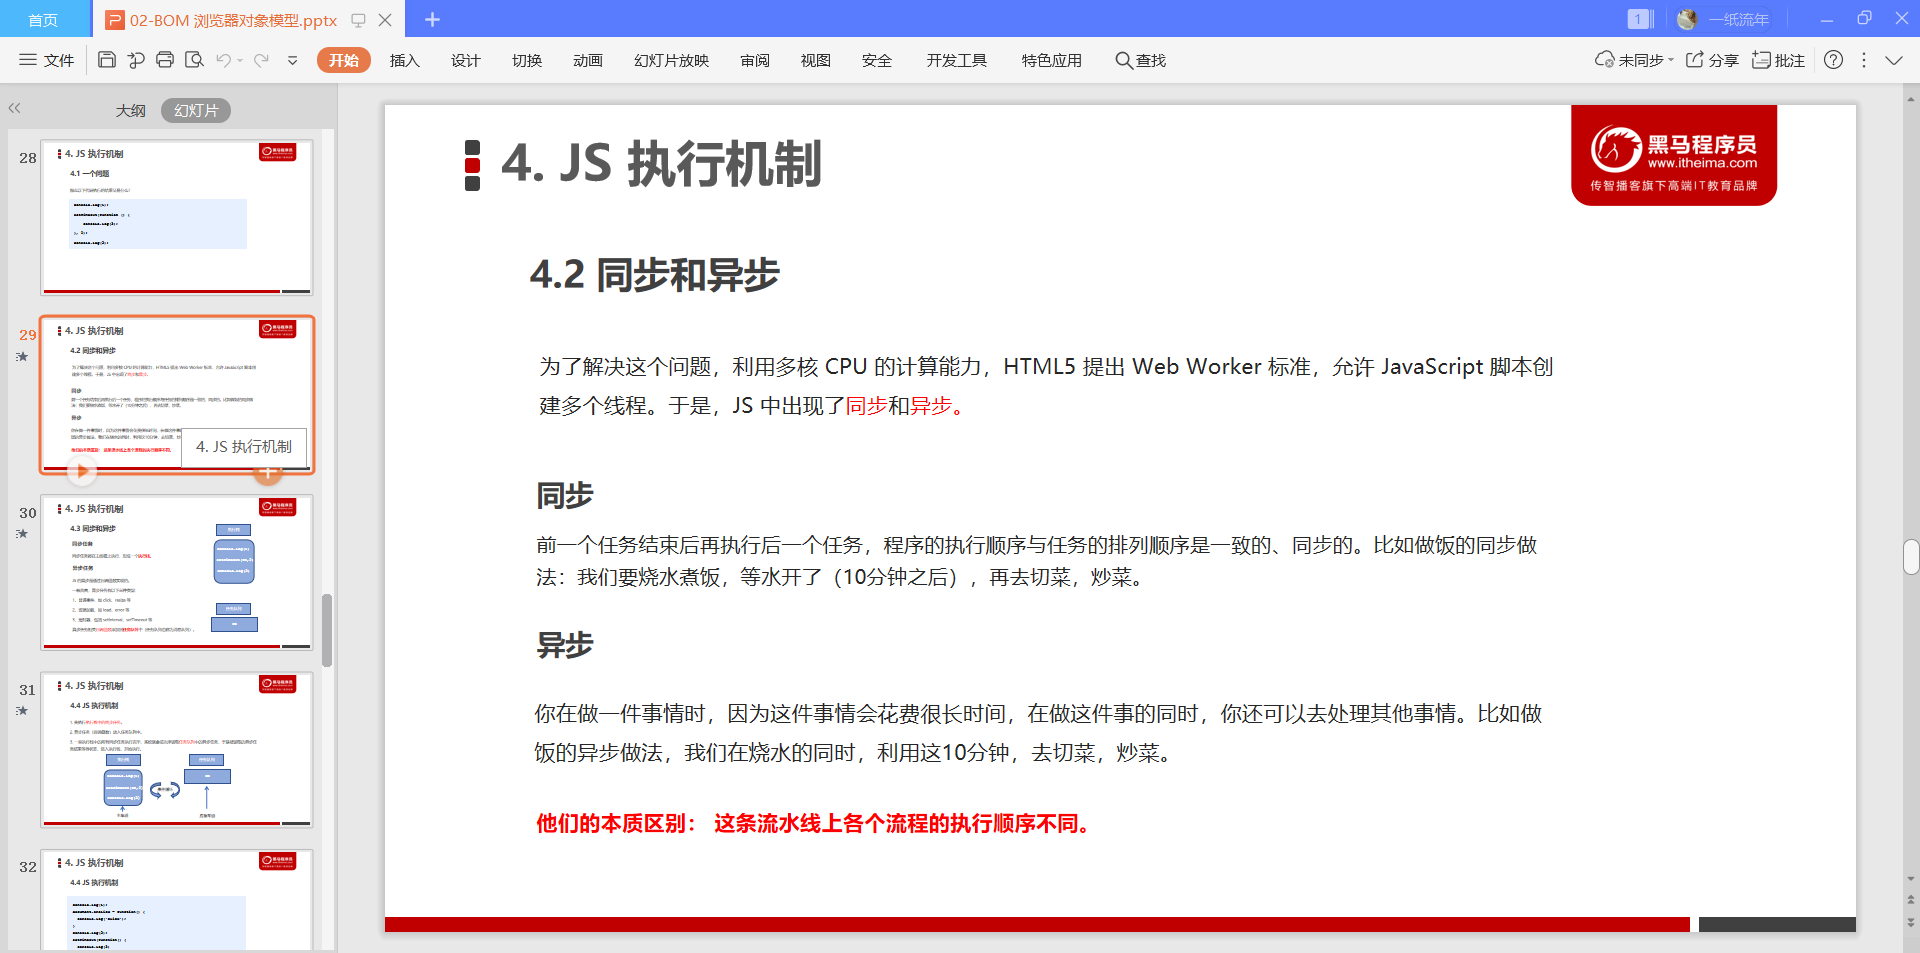 首页
02-BOM 浏览器对象模型.pptx
1
一纸流年
文件
开始
插入
设计
切换
动画
幻灯片放映
审阅
视图
安全
开发工具
特色应用
查找
未同步
分享
批注
大纲
幻灯片
28
4. JS 执行机制
4.1 一个问题
29
4. JS 执行机制
4.2 同步和异步
同步
异步
4. JS 执行机制
30
4. JS 执行机制
4.3 同步和异步
同步任务
异步任务
31
4. JS 执行机制
4.4 JS 执行机制
32
4. JS 执行机制
4.4 JS 执行机制
4. JS 执行机制
黑马程序员
www.itheima.com
传智播客旗下高端IT教育品牌
4.2 同步和异步
为了解决这个问题，利用多核 CPU 的计算能力，HTML5 提出 Web Worker 标准，允许 JavaScript 脚本创
建多个线程。于是，JS 中出现了同步和异步。
同步
前一个任务结束后再执行后一个任务，程序的执行顺序与任务的排列顺序是一致的、同步的。比如做饭的同步做
法：我们要烧水煮饭，等水开了（10分钟之后），再去切菜，炒菜。
异步
你在做一件事情时，因为这件事情会花费很长时间，在做这件事的同时，你还可以去处理其他事情。比如做
饭的异步做法，我们在烧水的同时，利用这10分钟，去切菜，炒菜。
他们的本质区别： 这条流水线上各个流程的执行顺序不同。